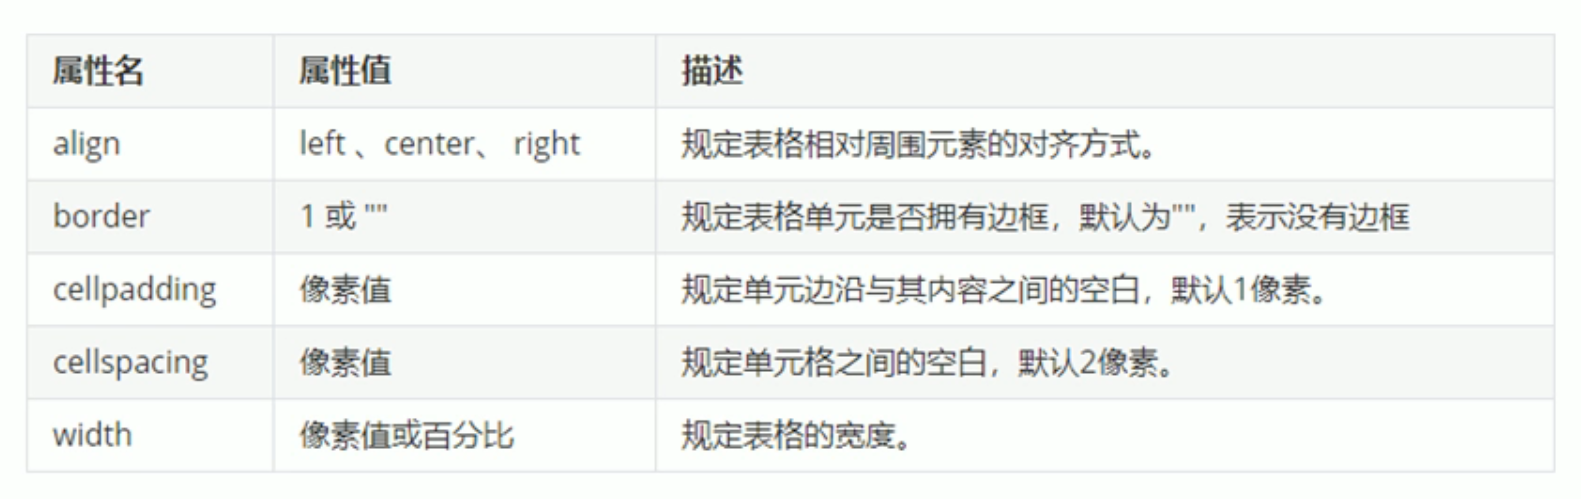 属性名 属性值 描述
align left 、center、 right 规定表格相对周围元素的对齐方式。
border 1 或 "" 规定表格单元是否拥有边框，默认为""，表示没有边框
cellpadding 像素值 规定单元边沿与其内容之间的空白，默认1像素。
cellspacing 像素值 规定单元格之间的空白，默认2像素。
width 像素值或百分比 规定表格的宽度。